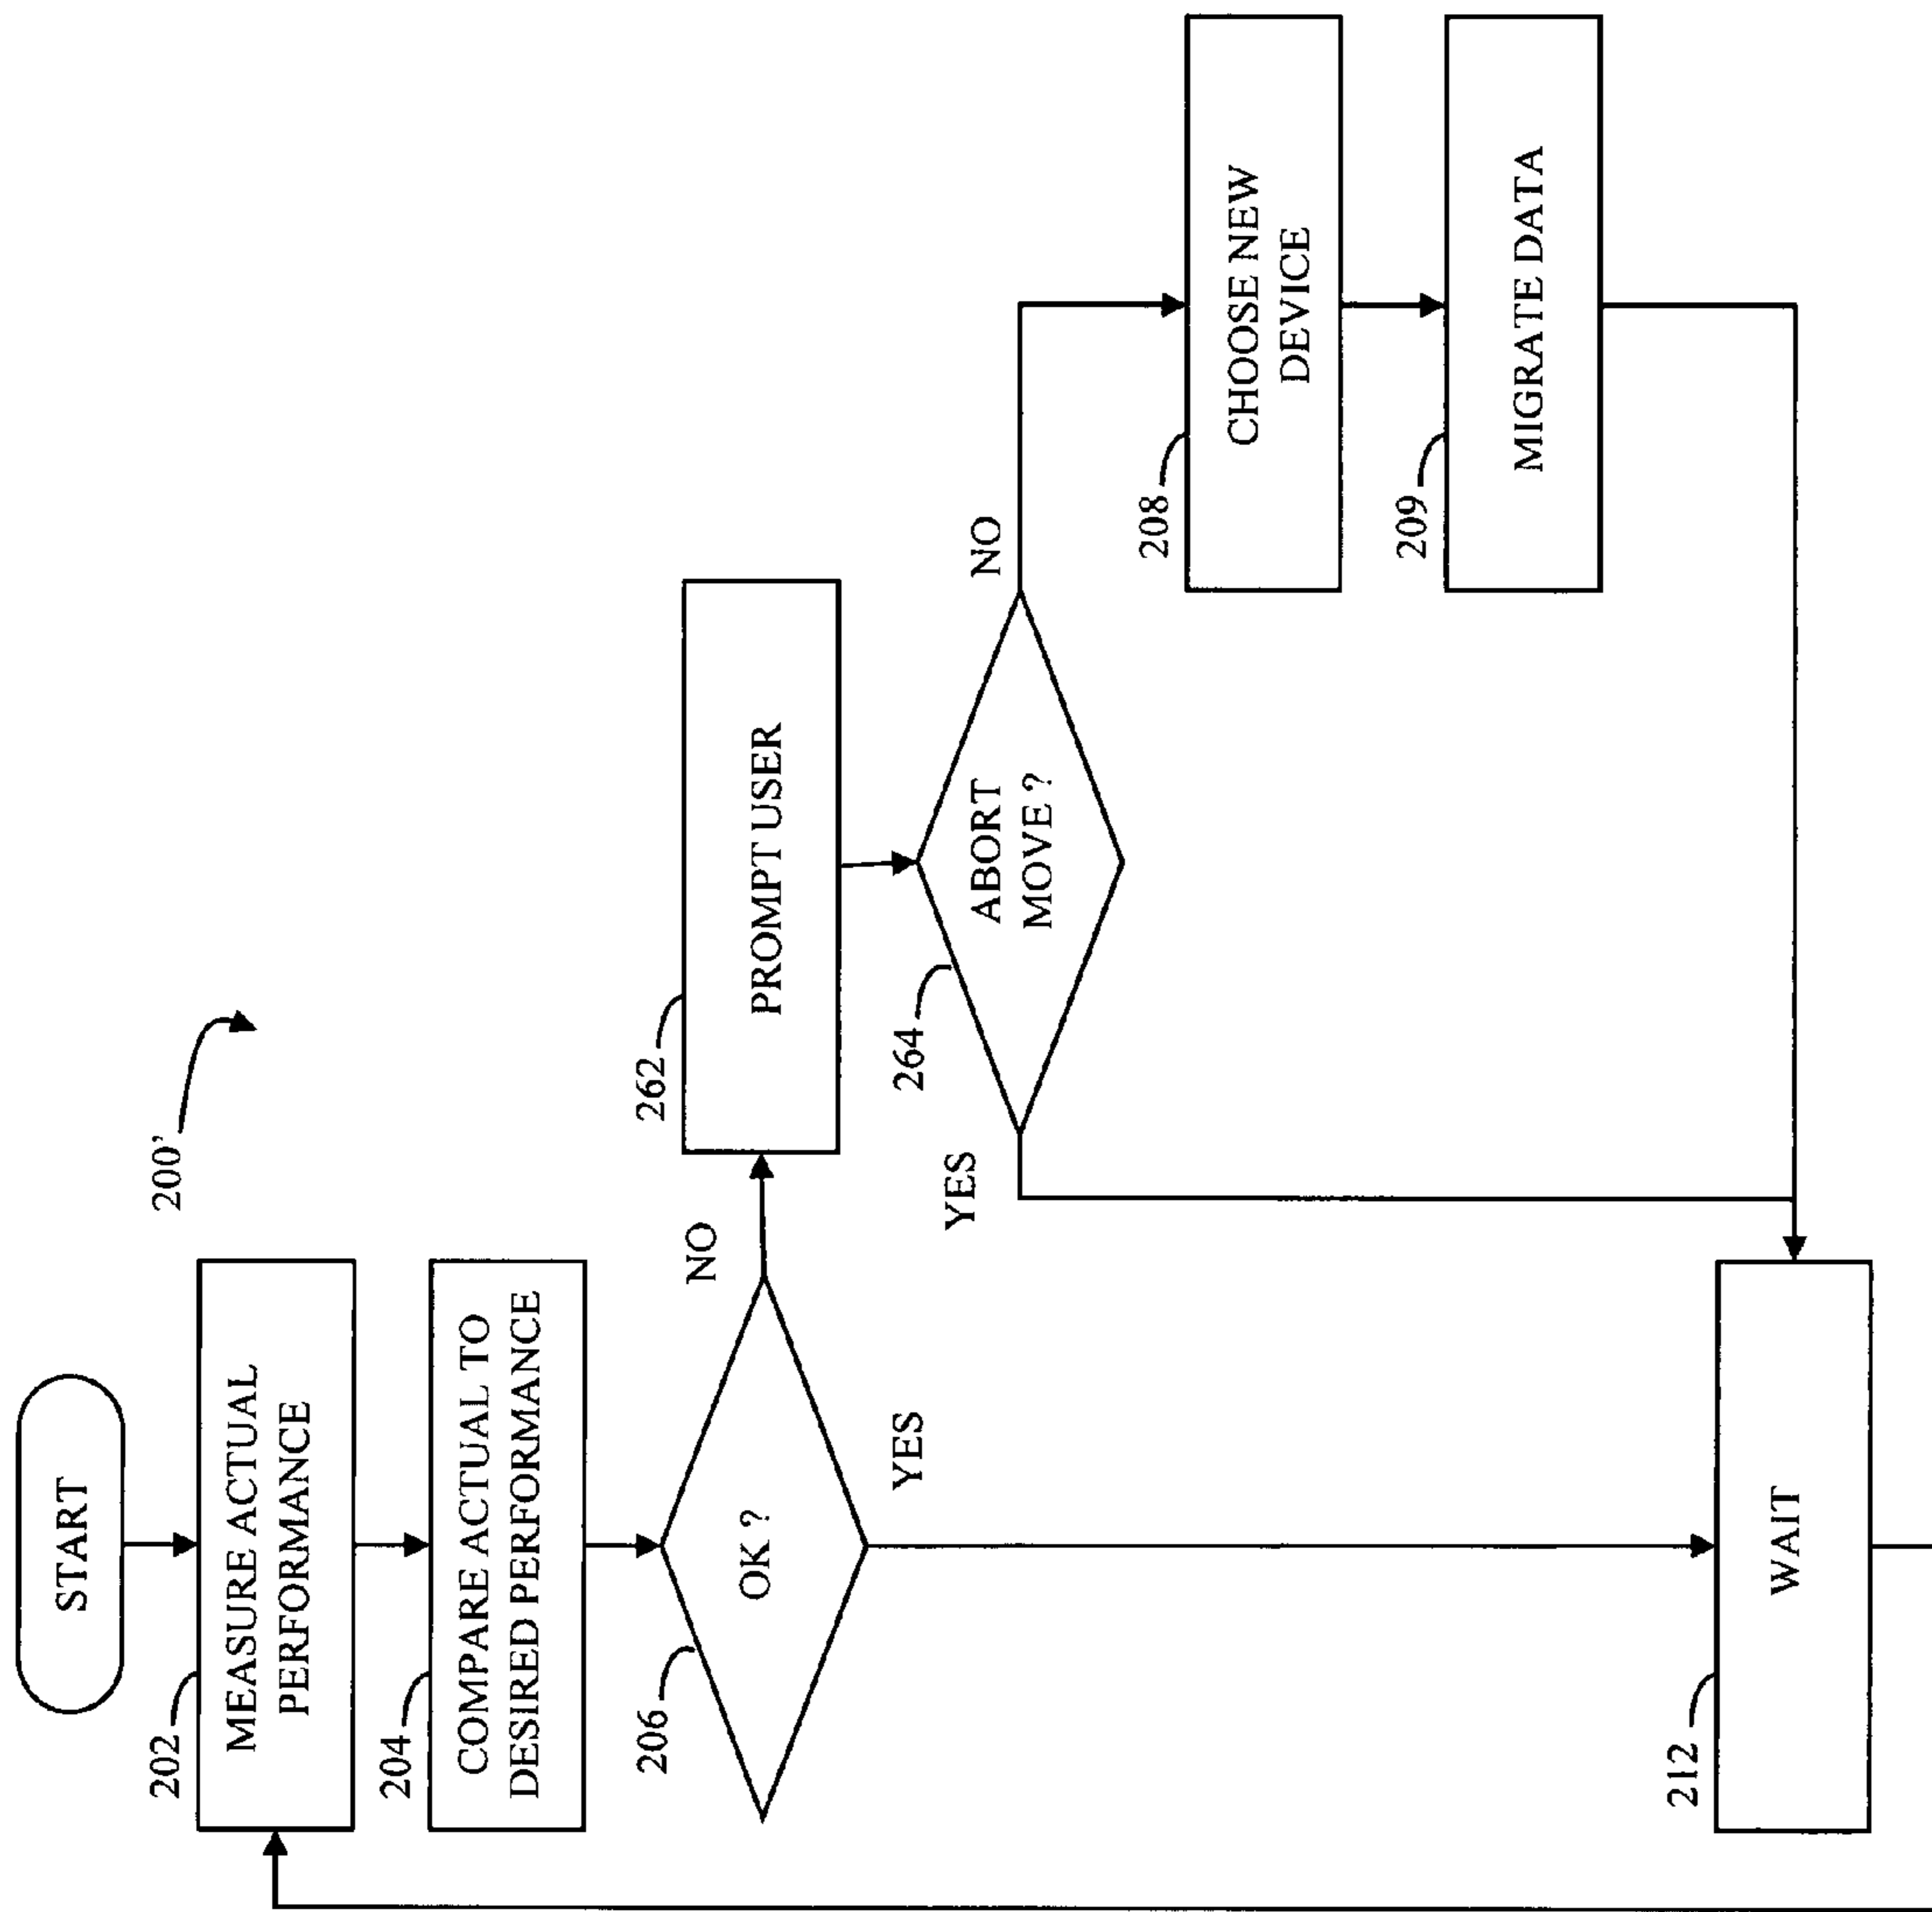 200'
START
202
MEASURE ACTUAL
PERFORMANCE
204
COMPARE ACTUAL TO
DESIRED PERFORMANCE
206
OK ?
NO
YES
262
PROMPT USER
264
ABORT
MOVE ?
YES
NO
208
CHOOSE NEW
DEVICE
209
MIGRATE DATA
212
WAIT